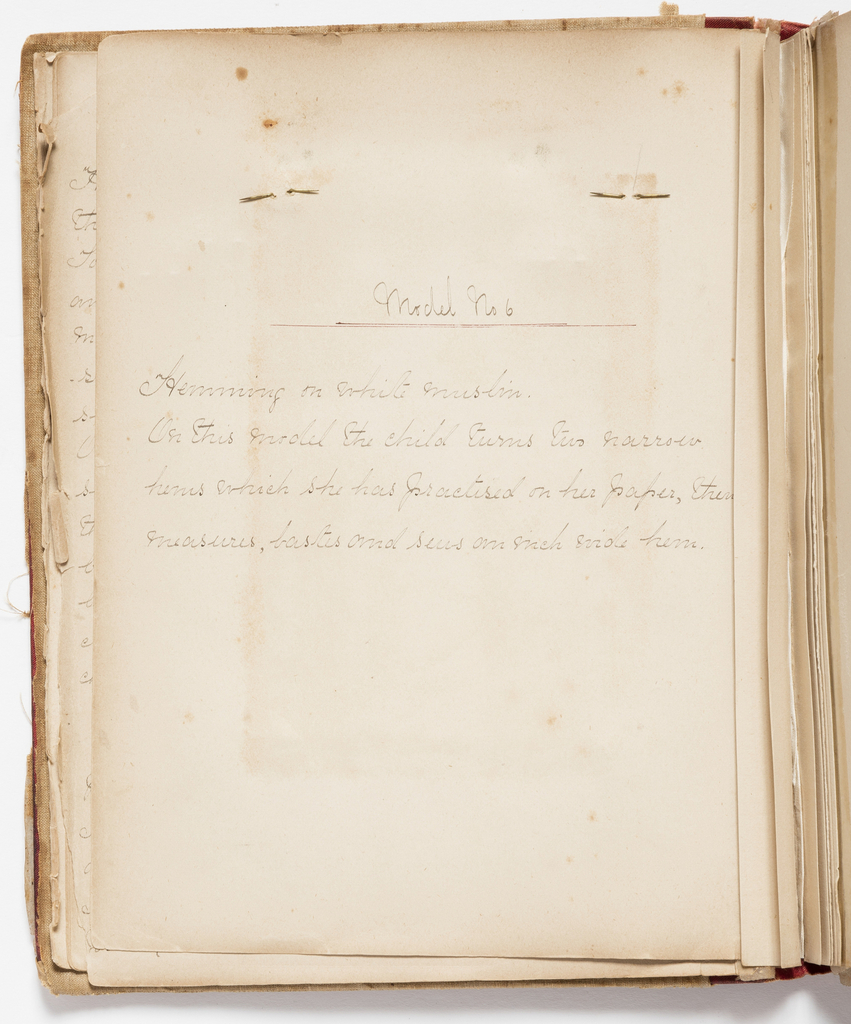 Model No 6
Hemming on white muslin.
On this model the child turns two narrow
hems which she has practised on her paper, then
measures, bastes and sews an inch wide hem.